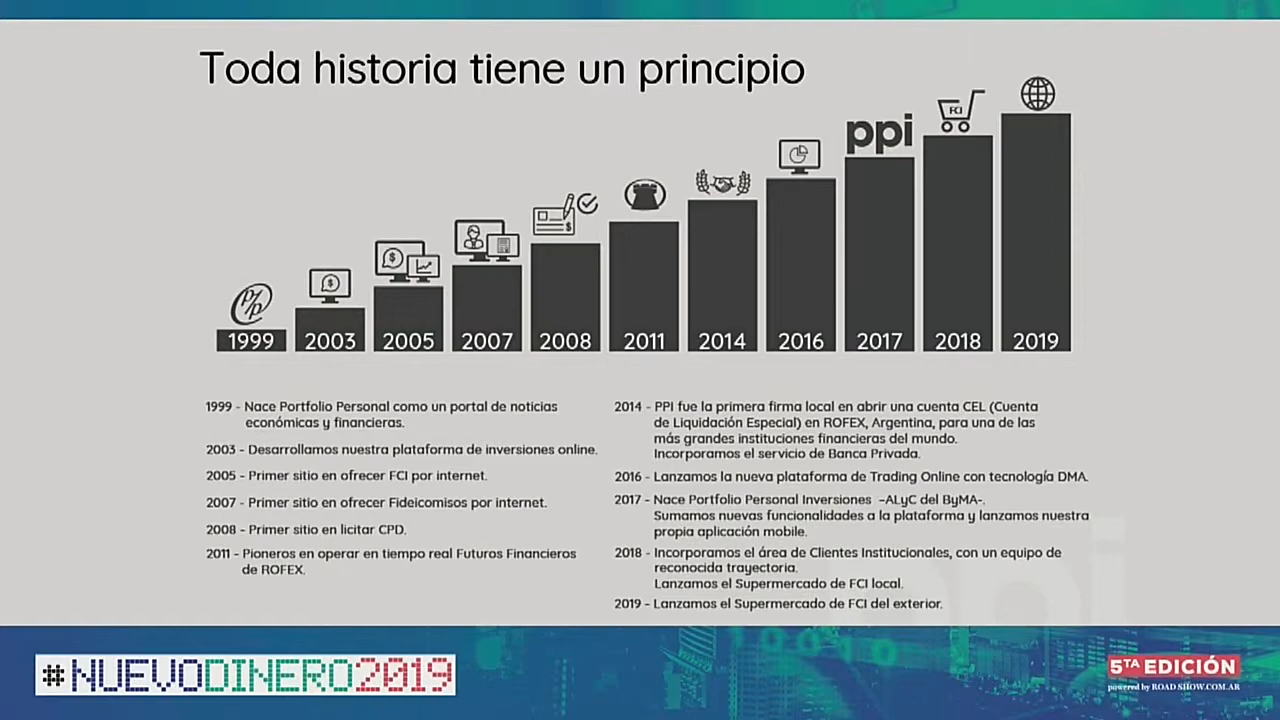 Toda historia tiene un principio
p/p
$
$
$
ppi
FCI
1999
2003
2005
2007
2008
2011
2014
2016
2017
2018
2019
1999 - Nace Portfolio Personal como un portal de noticias
económicas y financieras.
2003 - Desarrollamos nuestra plataforma de inversiones online.
2005 - Primer sitio en ofrecer FCI por internet.
2007 - Primer sitio en ofrecer Fideicomisos por internet.
2008 - Primer sitio en licitar CPD.
2011 - Pioneros en operar en tiempo real Futuros Financieros
de ROFEX.
2014 - PPI fue la primera firma local en abrir una cuenta CEL (Cuenta
de Liquidación Especial) en ROFEX, Argentina, para una de las
más grandes instituciones financieras del mundo.
Incorporamos el servicio de Banca Privada.
2016 - Lanzamos la nueva plataforma de Trading Online con tecnología DMA.
2017 - Nace Portfolio Personal Inversiones -ALyC del ByMA-.
Sumamos nuevas funcionalidades a la plataforma y lanzamos nuestra
propia aplicación mobile.
2018 - Incorporamos el área de Clientes Institucionales, con un equipo de
reconocida trayectoria.
Lanzamos el Supermercado de FCI local.
2019 - Lanzamos el Supermercado de FCI del exterior.
ppi
#NUEVODINERO2019
5TA EDICIÓN
powered by ROAD SHOW.COM.AR